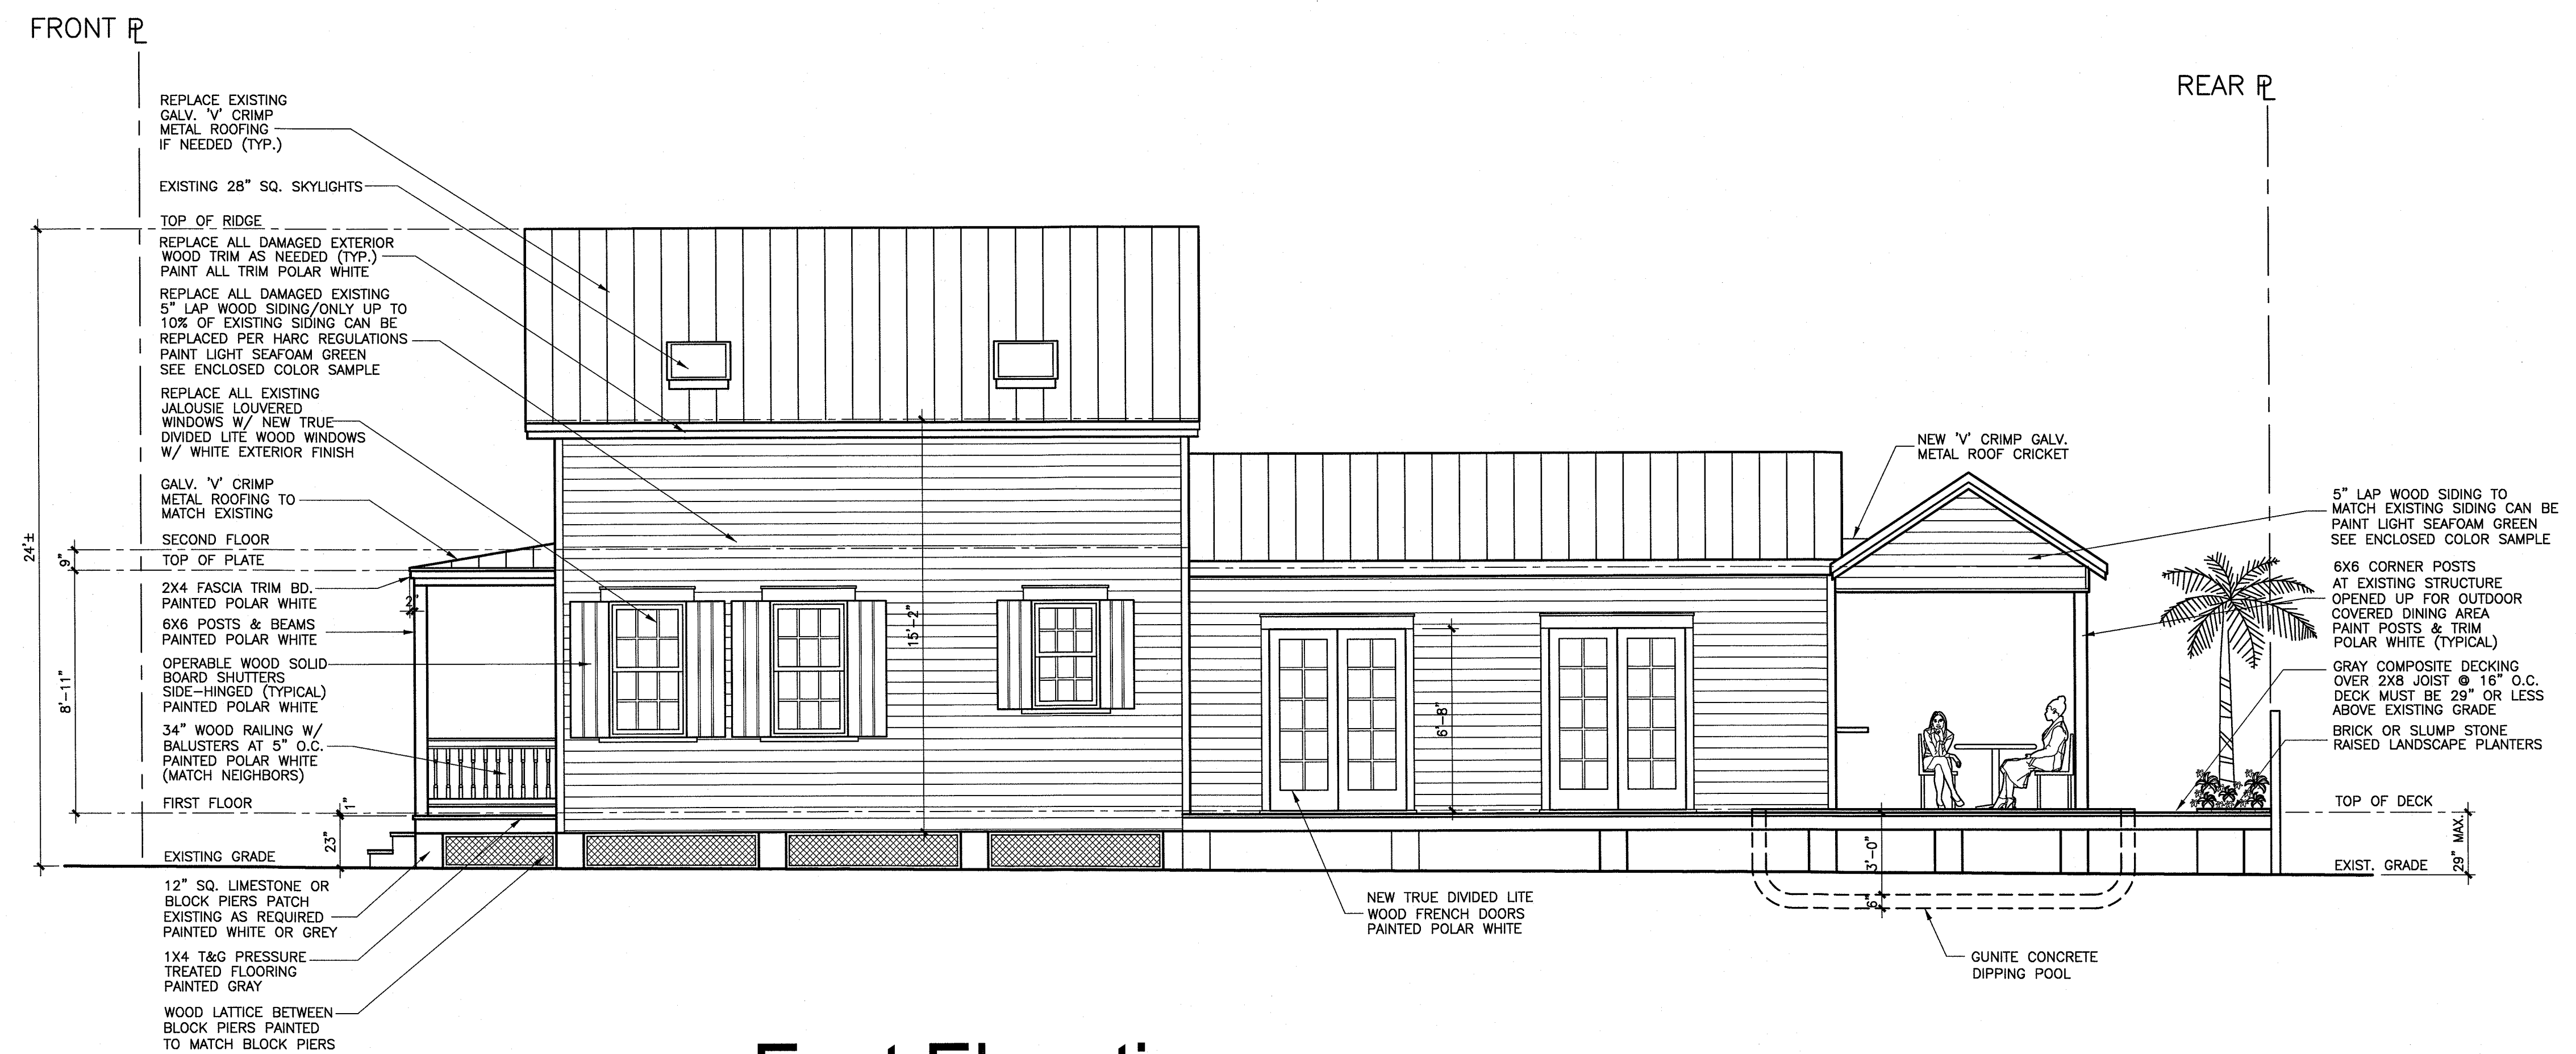 FRONT PL
REAR PL
REPLACE EXISTING
GALV. 'V' CRIMP
METAL ROOFING
IF NEEDED (TYP.)
EXISTING 28" SQ. SKYLIGHTS
TOP OF RIDGE
REPLACE ALL DAMAGED EXTERIOR
WOOD TRIM AS NEEDED (TYP.)
PAINT ALL TRIM POLAR WHITE
REPLACE ALL DAMAGED EXISTING
5" LAP WOOD SIDING/ONLY UP TO
10% OF EXISTING SIDING CAN BE
REPLACED PER HARC REGULATIONS
PAINT LIGHT SEAFOAM GREEN
SEE ENCLOSED COLOR SAMPLE
REPLACE ALL EXISTING
JALOUSIE LOUVERED
WINDOWS W/ NEW TRUE
DIVIDED LITE WOOD WINDOWS
W/ WHITE EXTERIOR FINISH
GALV. 'V' CRIMP
METAL ROOFING TO
MATCH EXISTING
SECOND FLOOR
TOP OF PLATE
2X4 FASCIA TRIM BD.
PAINTED POLAR WHITE
6X6 POSTS & BEAMS
PAINTED POLAR WHITE
OPERABLE WOOD SOLID
BOARD SHUTTERS
SIDE-HINGED (TYPICAL)
PAINTED POLAR WHITE
34" WOOD RAILING W/
BALUSTERS AT 5" O.C.
PAINTED POLAR WHITE
(MATCH NEIGHBORS)
FIRST FLOOR
EXISTING GRADE
12" SQ. LIMESTONE OR
BLOCK PIERS PATCH
EXISTING AS REQUIRED
PAINTED WHITE OR GREY
1X4 T&G PRESSURE
TREATED FLOORING
PAINTED GRAY
WOOD LATTICE BETWEEN
BLOCK PIERS PAINTED
TO MATCH BLOCK PIERS
24'±
9"
8'-11"
2"
1"
23"
15'-2"
6'-8"
3'-0"
6"
NEW TRUE DIVIDED LITE
WOOD FRENCH DOORS
PAINTED POLAR WHITE
GUNITE CONCRETE
DIPPING POOL
NEW 'V' CRIMP GALV.
METAL ROOF CRICKET
5" LAP WOOD SIDING TO
MATCH EXISTING SIDING CAN BE
PAINT LIGHT SEAFOAM GREEN
SEE ENCLOSED COLOR SAMPLE
6X6 CORNER POSTS
AT EXISTING STRUCTURE
OPENED UP FOR OUTDOOR
COVERED DINING AREA
PAINT POSTS & TRIM
POLAR WHITE (TYPICAL)
GRAY COMPOSITE DECKING
OVER 2X8 JOIST @ 16" O.C.
DECK MUST BE 29" OR LESS
ABOVE EXISTING GRADE
BRICK OR SLUMP STONE
RAISED LANDSCAPE PLANTERS
TOP OF DECK
29" MAX.
EXIST. GRADE